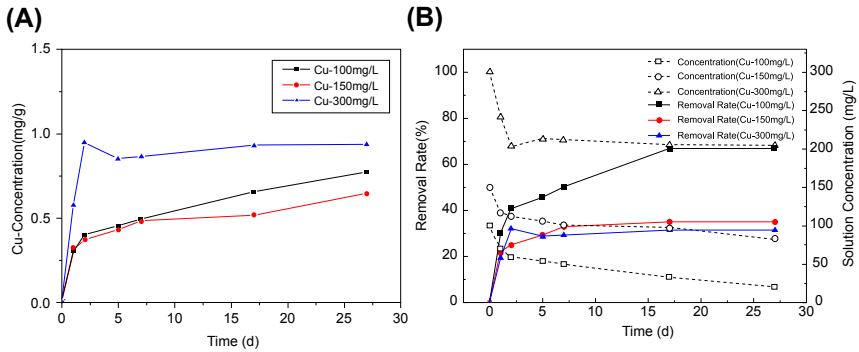 (A)
1.5
1.0
0.5
0.0
Cu-Concentration(mg/g)
Cu-100mg/L
Cu-150mg/L
Cu-300mg/L
0 5 10 15 20 25 30
Time (d)
(B)
100
80
60
40
20
0
Removal Rate(%)
Concentration(Cu-100mg/L)
Concentration(Cu-150mg/L)
Concentration(Cu-300mg/L)
Removal Rate(Cu-100mg/L)
Removal Rate(Cu-150mg/L)
Removal Rate(Cu-300mg/L)
300
250
200
150
100
50
0
Solution Concentration (mg/L)
0 5 10 15 20 25 30
Time (d)